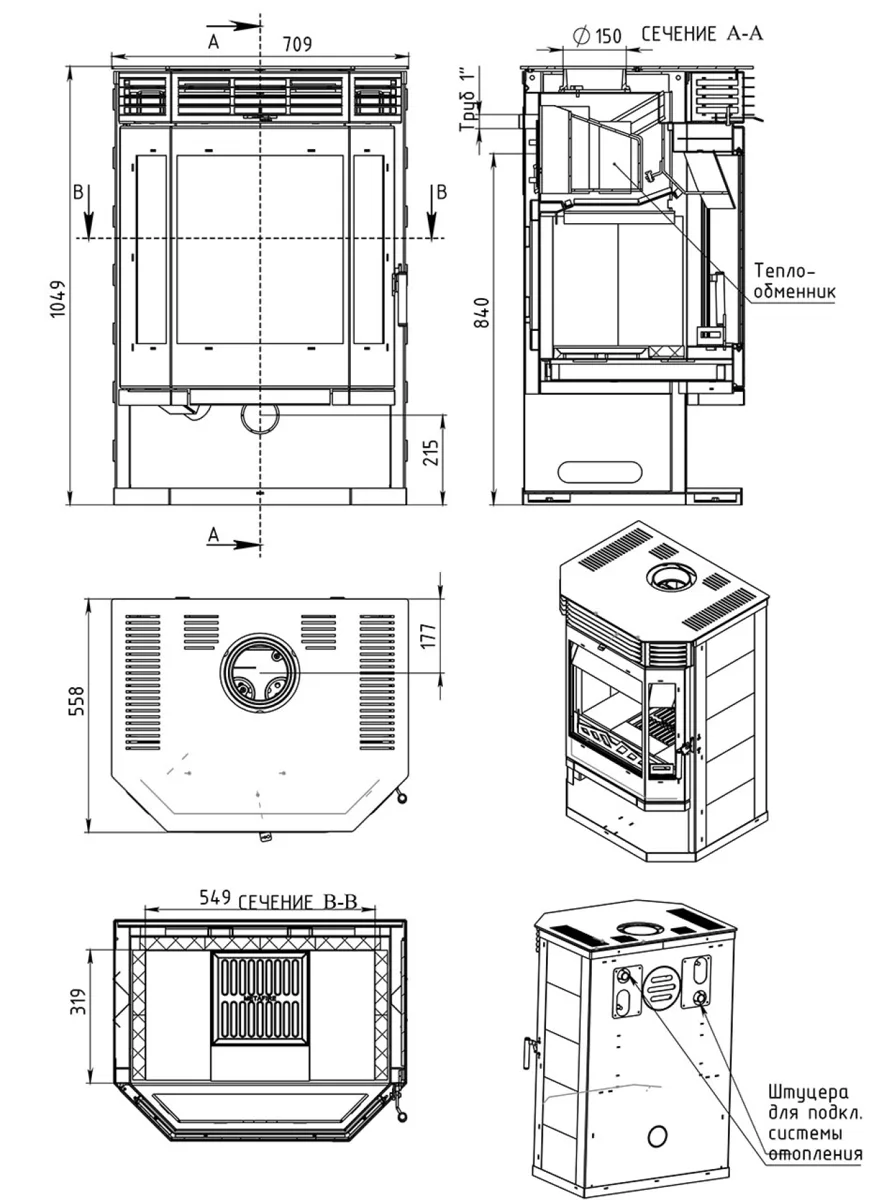 А
709
⌀150
СЕЧЕНИЕ А-А
Труб 1"
В
В
1049
840
Тепло-
обменник
215
А
558
177
549
СЕЧЕНИЕ В-В
319
METAFIRE
Штуцера
для подкл.
системы
отопления